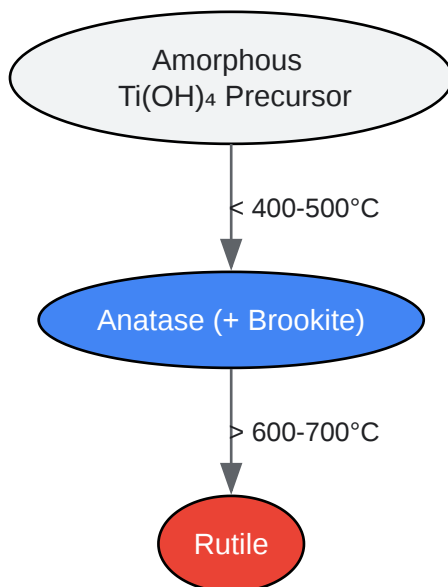 Amorphous
Ti(OH)₄ Precursor
< 400-500°C
Anatase (+ Brookite)
> 600-700°C
Rutile